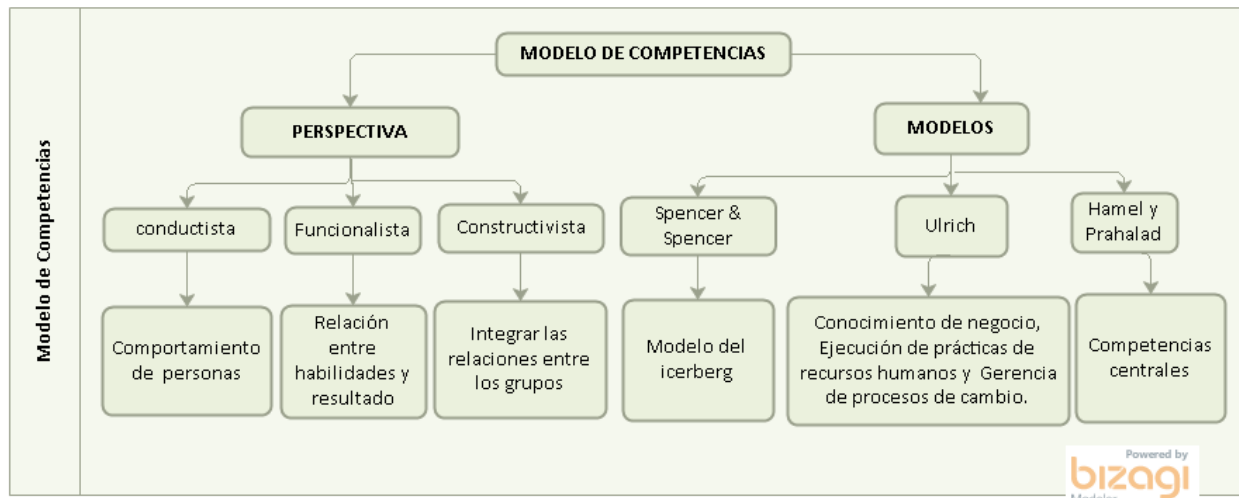 Modelo de Competencias
MODELO DE COMPETENCIAS
PERSPECTIVA
MODELOS
conductista
Funcionalista
Constructivista
Spencer &
Spencer
Ulrich
Hamel y
Prahalad
Comportamiento
de personas
Relación
entre
habilidades y
resultado
Integrar las
relaciones entre
los grupos
Modelo del
icerberg
Conocimiento de negocio,
Ejecución de prácticas de
recursos humanos y Gerencia
de procesos de cambio.
Competencias
centrales
Powered by
bizagi
Modeler